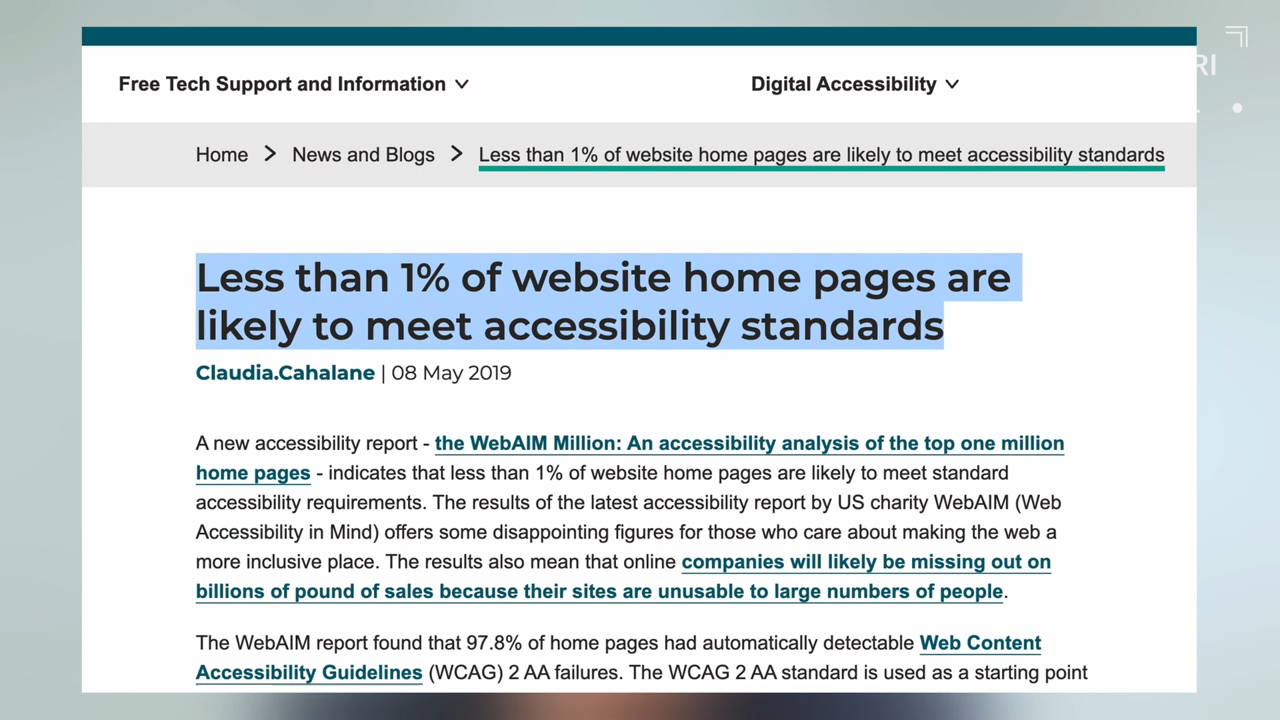 Free Tech Support and Information
Digital Accessibility
RI
Home > News and Blogs > Less than 1% of website home pages are likely to meet accessibility standards
Less than 1% of website home pages are
likely to meet accessibility standards
Claudia.Cahalane | 08 May 2019
A new accessibility report - the WebAIM Million: An accessibility analysis of the top one million
home pages - indicates that less than 1% of website home pages are likely to meet standard
accessibility requirements. The results of the latest accessibility report by US charity WebAIM (Web
Accessibility in Mind) offers some disappointing figures for those who care about making the web a
more inclusive place. The results also mean that online companies will likely be missing out on
billions of pound of sales because their sites are unusable to large numbers of people.
The WebAIM report found that 97.8% of home pages had automatically detectable Web Content
Accessibility Guidelines (WCAG) 2 AA failures. The WCAG 2 AA standard is used as a starting point